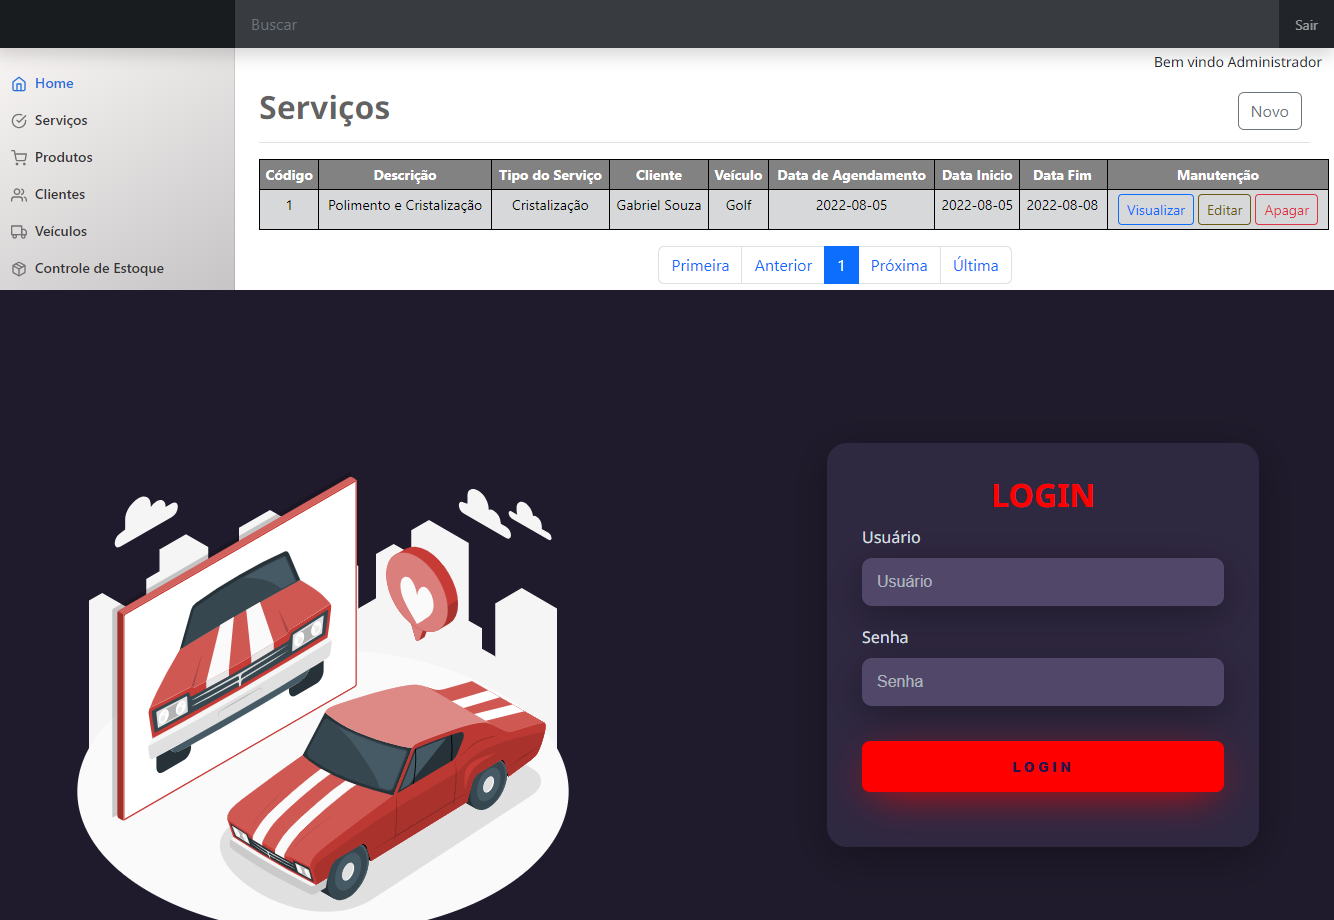 Buscar
Sair
Bem vindo Administrador
Home
Serviços
Produtos
Clientes
Veículos
Controle de Estoque
Serviços
Novo
Código Descrição Tipo do Serviço Cliente Veículo Data de Agendamento Data Inicio Data Fim Manutenção
1 Polimento e Cristalização Cristalização Gabriel Souza Golf 2022-08-05 2022-08-05 2022-08-08 Visualizar Editar Apagar
Primeira Anterior 1 Próxima Última
LOGIN
Usuário
Usuário
Senha
Senha
LOGIN